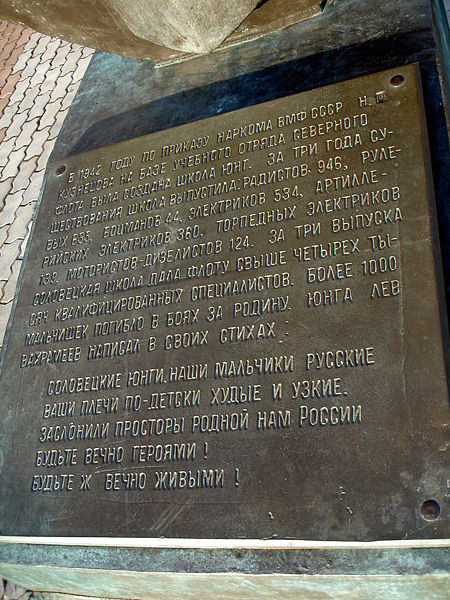 В 1942 ГОДУ ПО ПРИКАЗУ НАРКОМА ВМФ СССР Н.Г.
КУЗНЕЦОВА НА БАЗЕ УЧЕБНОГО ОТРЯДА СЕВЕРНОГО
ФЛОТА БЫЛА СОЗДАНА ШКОЛА ЮНГ. ЗА ТРИ ГОДА СУ-
ЩЕСТВОВАНИЯ ШКОЛА ВЫПУСТИЛА: РАДИСТОВ 946, РУЛЕ-
ВЫХ 635, БОЦМАНОВ 44, ЭЛЕКТРИКОВ 534, АРТИЛЛЕ-
РИЙСКИХ ЭЛЕКТРИКОВ 360, ТОРПЕДНЫХ ЭЛЕКТРИКОВ
133, МОТОРИСТОВ-ДИЗЕЛИСТОВ 124. ЗА ТРИ ВЫПУСКА
СОЛОВЕЦКАЯ ШКОЛА ДАЛА ФЛОТУ СВЫШЕ ЧЕТЫРЕХ ТЫ-
СЯЧ КВАЛИФИЦИРОВАННЫХ СПЕЦИАЛИСТОВ. БОЛЕЕ 1000
МАЛЬЧИШЕК ПОГИБЛО В БОЯХ ЗА РОДИНУ. ЮНГА ЛЕВ
ВАХРАМЕЕВ НАПИСАЛ В СВОИХ СТИХАХ:
СОЛОВЕЦКИЕ ЮНГИ, НАШИ МАЛЬЧИКИ РУССКИЕ
ВАШИ ПЛЕЧИ ПО-ДЕТСКИ ХУДЫЕ И УЗКИЕ,
ЗАСЛОНИЛИ ПРОСТОРЫ РОДНОЙ НАМ РОССИИ
БУДЬТЕ ВЕЧНО ГЕРОЯМИ!
БУДЬТЕ Ж ВЕЧНО ЖИВЫМИ!